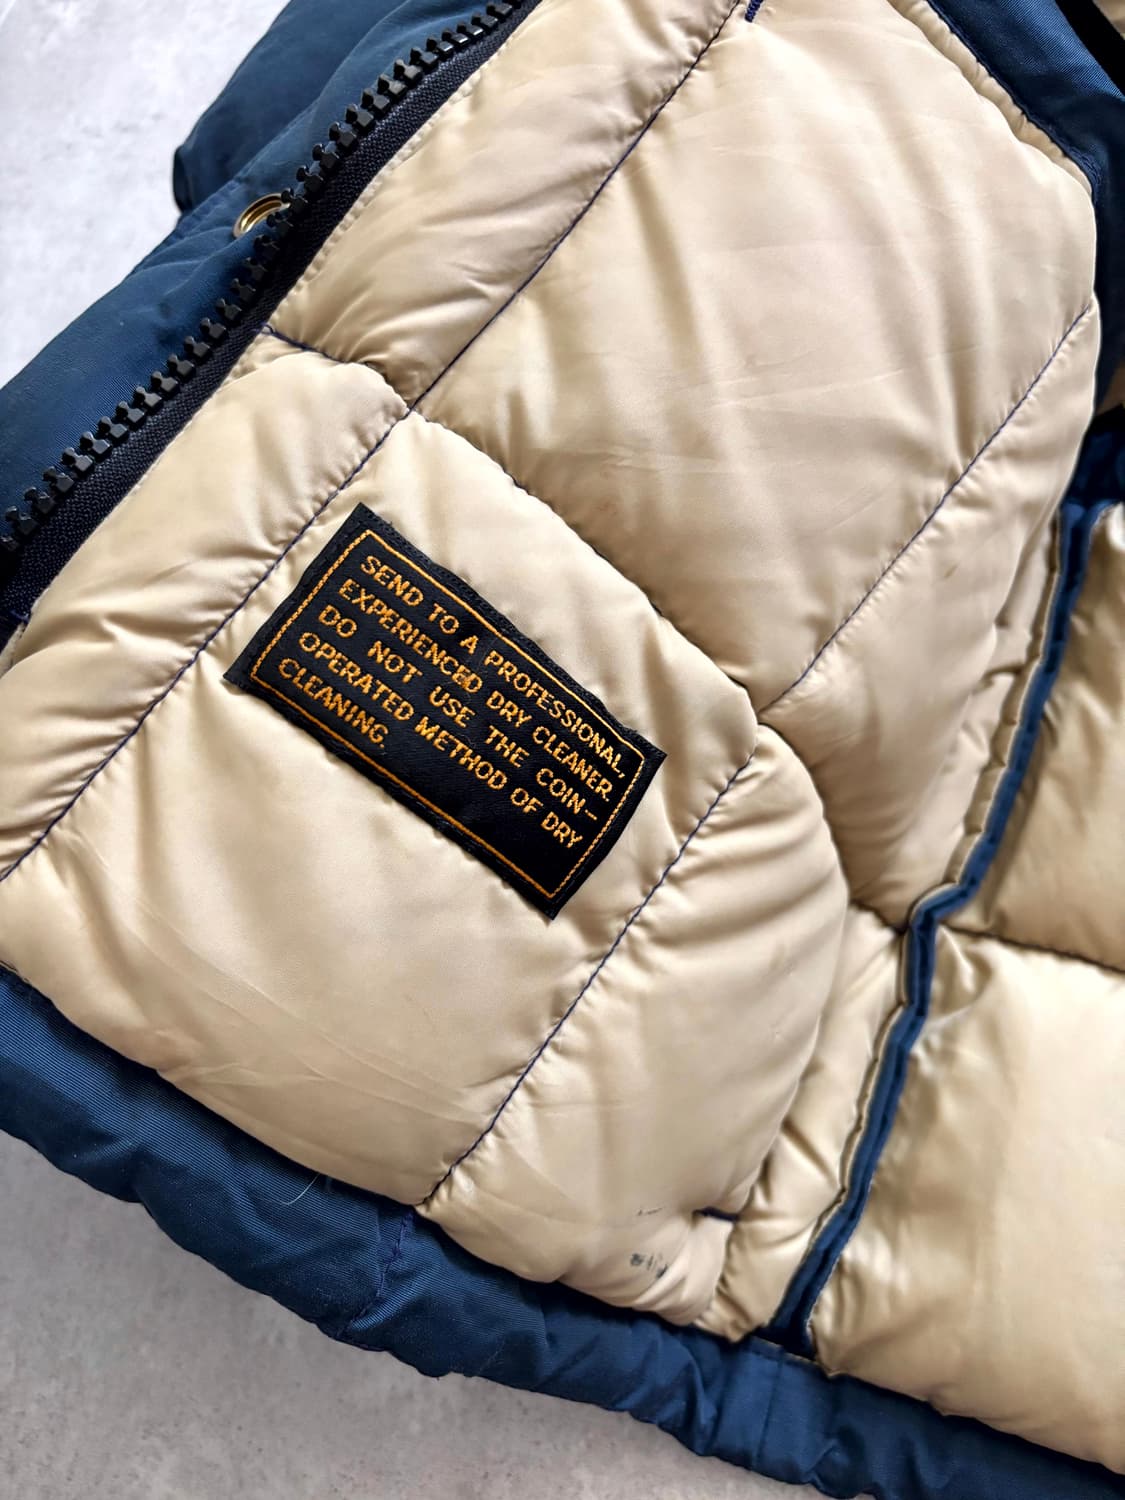 SEND TO A PROFESSIONAL,
EXPERIENCED DRY CLEANER.
DO NOT USE THE COIN-
OPERATED METHOD OF DRY
CLEANING.